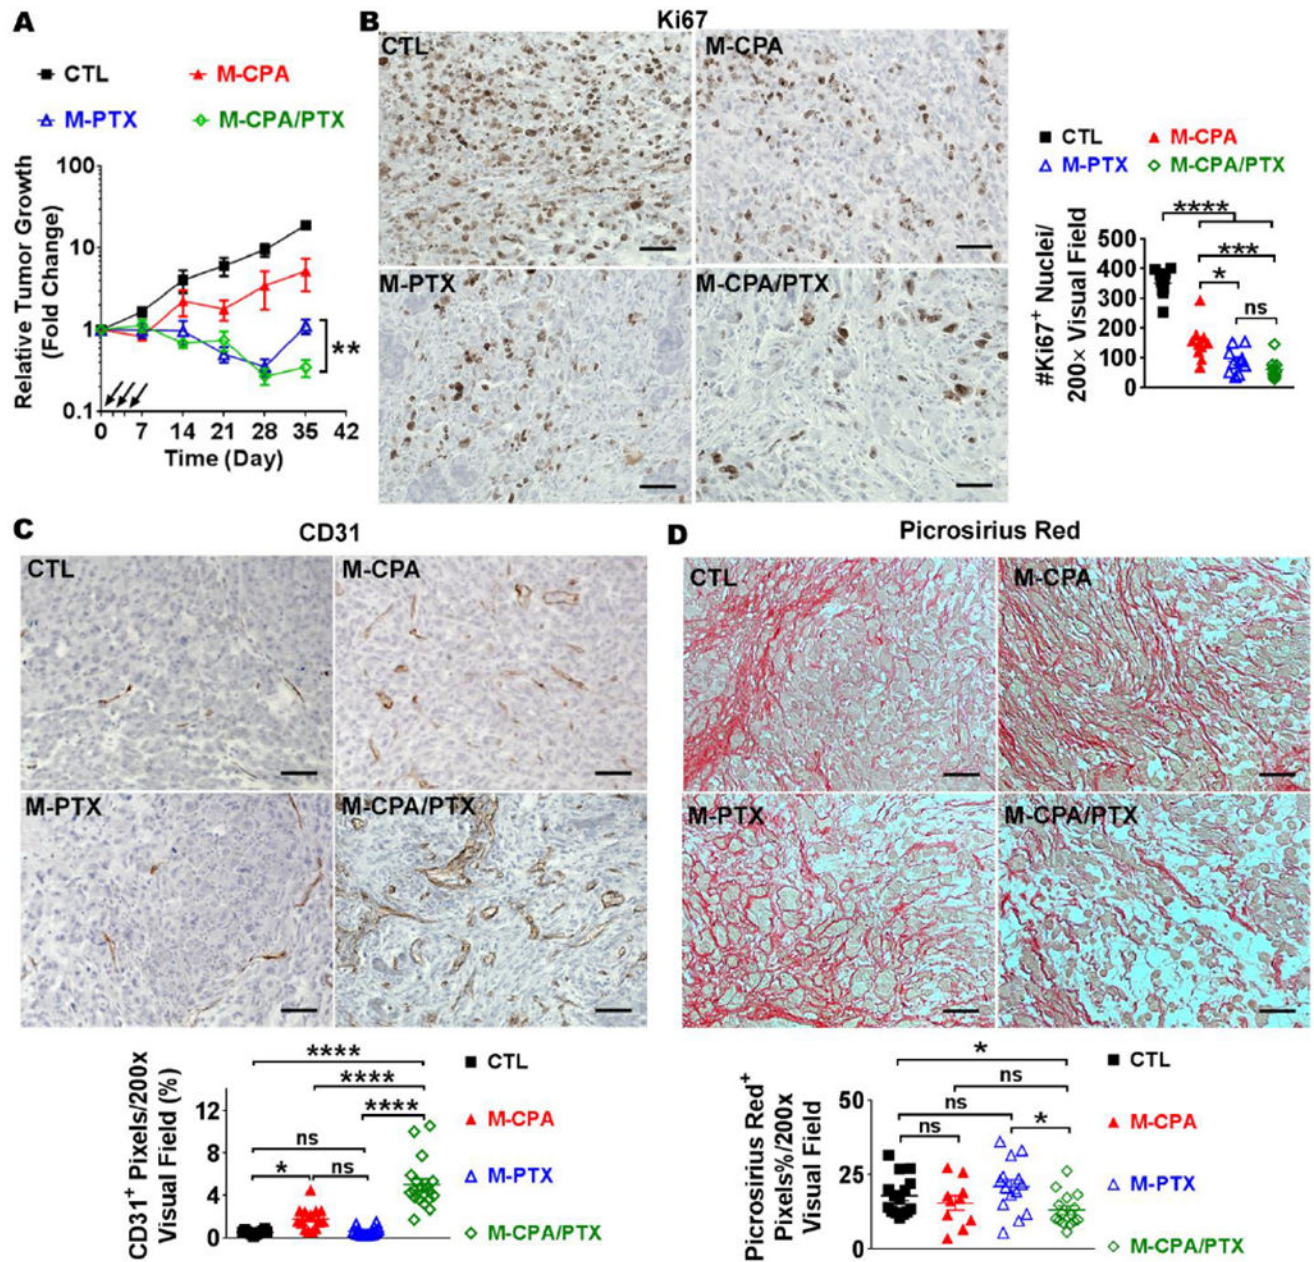 A
CTL
M-CPA
M-PTX
M-CPA/PTX
Relative Tumor Growth
(Fold Change)
100
10
1
0.1
**
0 7 14 21 28 35 42
Time (Day)
B
Ki67
CTL
M-CPA
M-PTX
M-CPA/PTX
CTL
M-CPA
M-PTX
M-CPA/PTX
#Ki67+ Nuclei/
200× Visual Field
****
***
*
ns
500
400
300
200
100
0
C
CD31
CTL
M-CPA
M-PTX
M-CPA/PTX
CD31+ Pixels/200x
Visual Field (%)
****
****
****
ns
*
ns
12
8
4
0
CTL
M-CPA
M-PTX
M-CPA/PTX
D
Picrosirius Red
CTL
M-CPA
M-PTX
M-CPA/PTX
Picrosirius Red+
Pixels%/200x
Visual Field
*
ns
ns
*
ns
50
25
0
CTL
M-CPA
M-PTX
M-CPA/PTX